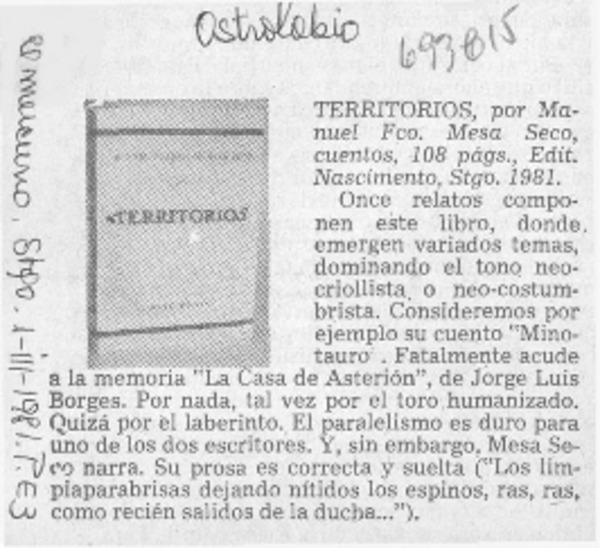 astrolabio
693815
TERRITORIOS
TERRITORIOS, por Ma-
nuel Fco. Mesa Seco,
cuentos, 108 págs., Edit.
Nascimento, Stgo. 1981.
Once relatos compo-
nen este libro, donde
emergen variados temas,
dominando el tono neo-
criollista o neo-costum-
brista. Consideremos por
ejemplo su cuento "Mino-
tauro". Fatalmente acude
a la memoria "La Casa de Asterión", de Jorge Luis
Borges. Por nada, tal vez por el toro humanizado.
Quizá por el laberinto. El paralelismo es duro para
uno de los dos escritores. Y, sin embargo, Mesa Se-
co narra. Su prosa es correcta y suelta ("Los lim-
piaparabrisas dejando nítidos los espinos, ras, ras,
como recién salidos de la ducha...").
Stgo. 1-III-1981. P. E3